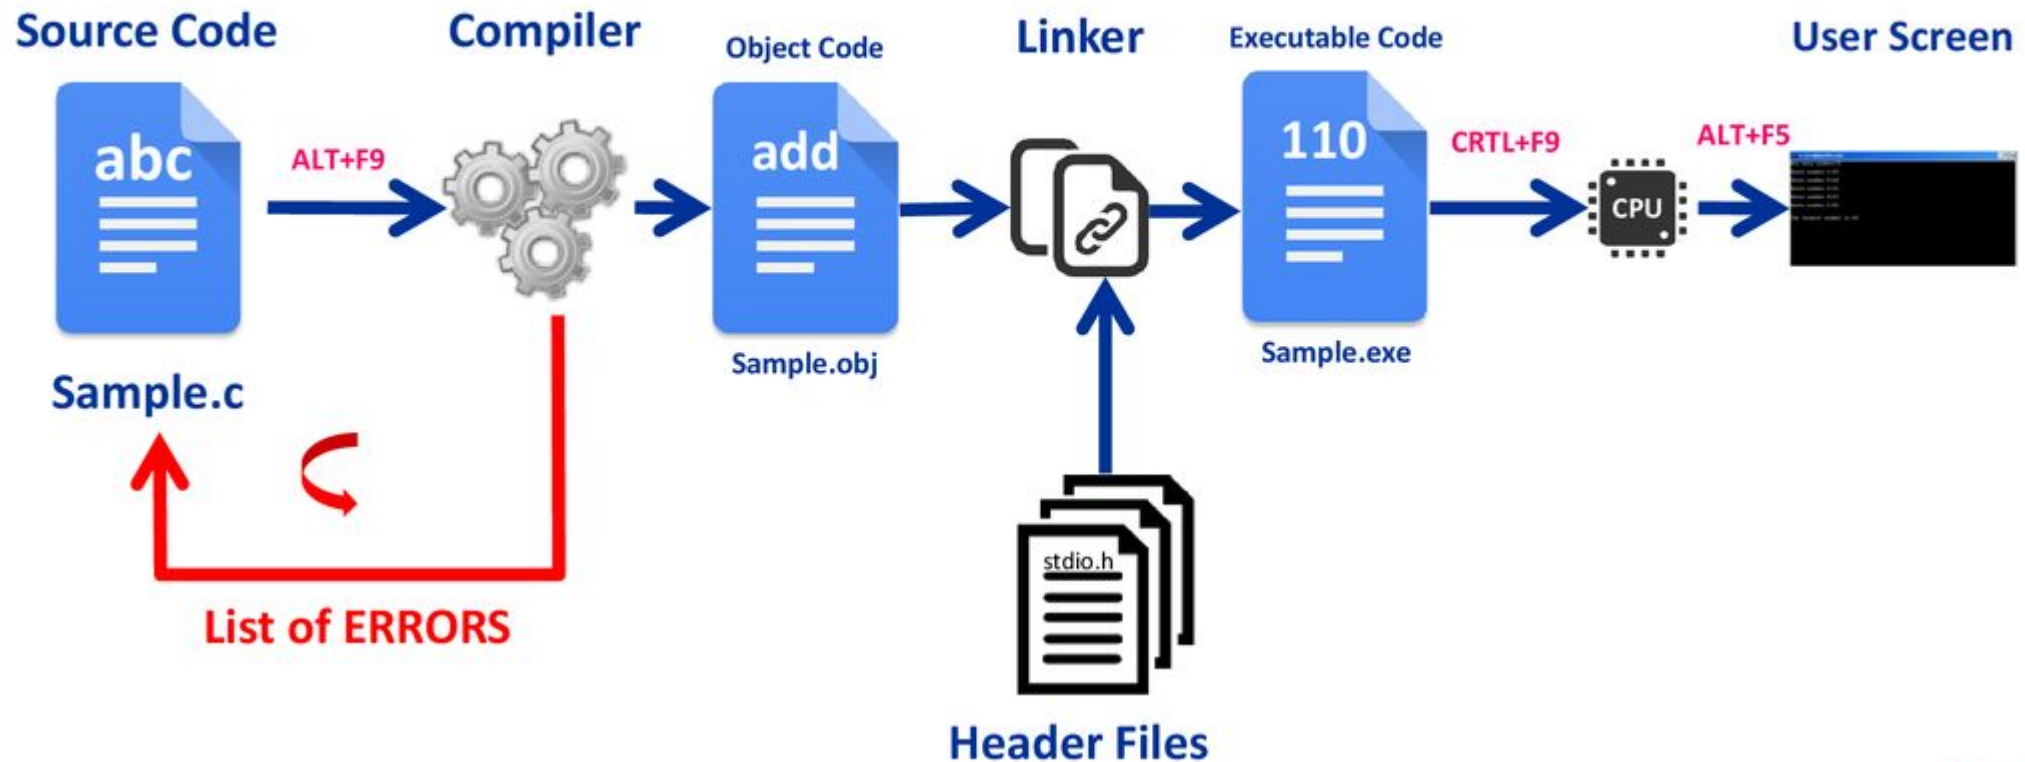 Source Code
Compiler
Object Code
Linker
Executable Code
User Screen
abc
ALT+F9
add
110
CRTL+F9
CPU
ALT+F5
Sample.c
Sample.obj
Sample.exe
stdio.h
List of ERRORS
Header Files